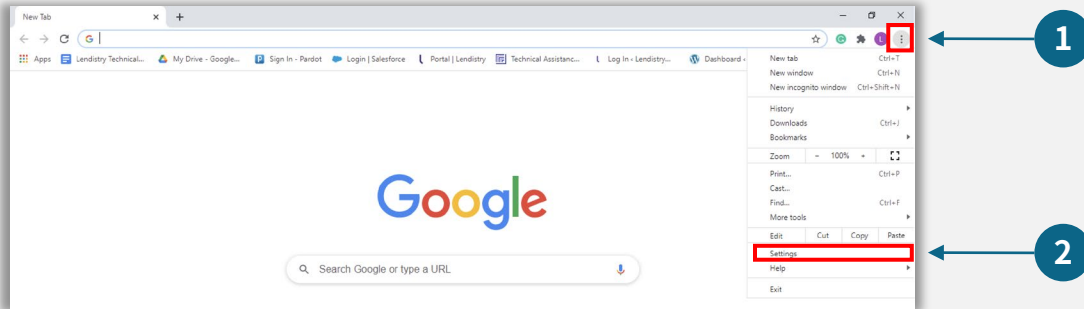 New Tab
G
Apps Lendistry Technical... My Drive - Google... Sign In - Pardot Login | Salesforce Portal | Lendistry Technical Assistanc... Log In ‹ Lendistry... Dashboard ‹
L
1
New tab Ctrl+T
New window Ctrl+N
New incognito window Ctrl+Shift+N
History
Downloads Ctrl+J
Bookmarks
Zoom - 100% +
Print... Ctrl+P
Cast...
Find... Ctrl+F
More tools
Edit Cut Copy Paste
Settings
2
Help
Exit
Google
Search Google or type a URL